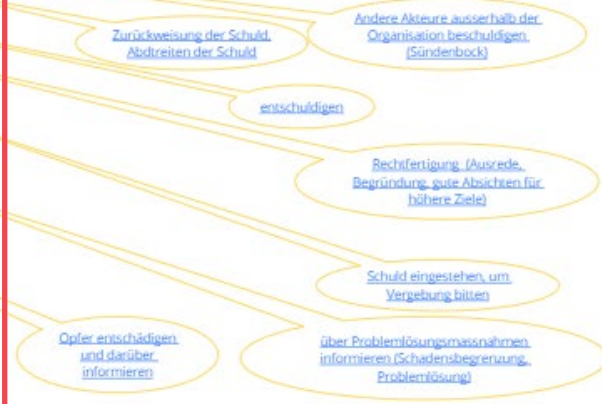 Andere Akteure ausserhalb der
Organisation beschuldigen
(Sündenbock)
Zurückweisung der Schuld,
Abdtreiten der Schuld
entschuldigen
Rechtfertigung (Ausrede,
Begründung, gute Absichten für
höhere Ziele)
Schuld eingestehen, um
Vergebung bitten
Opfer entschädigen
und darüber
informieren
über Problemlösungsmassnahmen
informieren (Schadensbegrenzung,
Problemlösung)